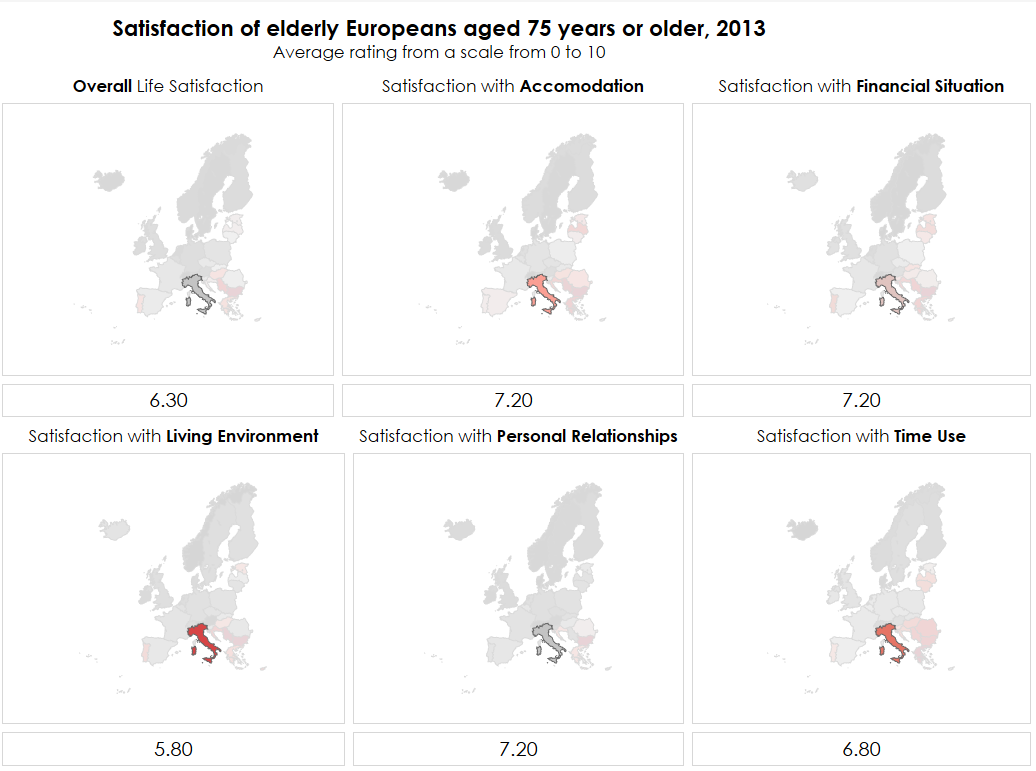 Satisfaction of elderly Europeans aged 75 years or older, 2013
Average rating from a scale from 0 to 10
Overall Life Satisfaction
Satisfaction with Accomodation
Satisfaction with Financial Situation
6.30
7.20
7.20
Satisfaction with Living Environment
Satisfaction with Personal Relationships
Satisfaction with Time Use
5.80
7.20
6.80